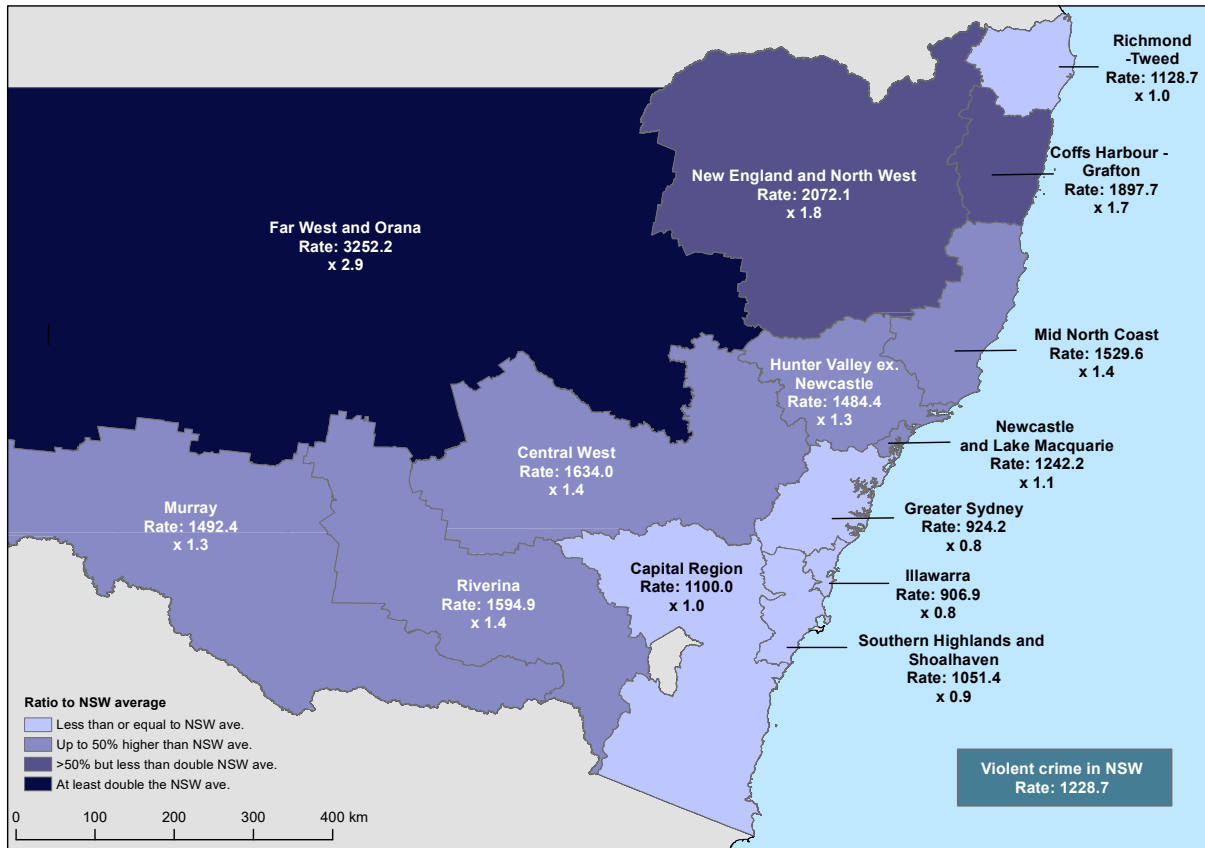 Richmond
-Tweed
Rate: 1128.7
x 1.0
Coffs Harbour -
Grafton
Rate: 1897.7
x 1.7
New England and North West
Rate: 2072.1
x 1.8
Far West and Orana
Rate: 3252.2
x 2.9
Mid North Coast
Rate: 1529.6
x 1.4
Hunter Valley ex.
Newcastle
Rate: 1484.4
x 1.3
Newcastle
and Lake Macquarie
Rate: 1242.2
x 1.1
Central West
Rate: 1634.0
x 1.4
Murray
Rate: 1492.4
x 1.3
Greater Sydney
Rate: 924.2
x 0.8
Riverina
Rate: 1594.9
x 1.4
Capital Region
Rate: 1100.0
x 1.0
Illawarra
Rate: 906.9
x 0.8
Southern Highlands and
Shoalhaven
Rate: 1051.4
x 0.9
Ratio to NSW average
Less than or equal to NSW ave.
Up to 50% higher than NSW ave.
>50% but less than double NSW ave.
At least double the NSW ave.
0 100 200 300 400 km
Violent crime in NSW
Rate: 1228.7